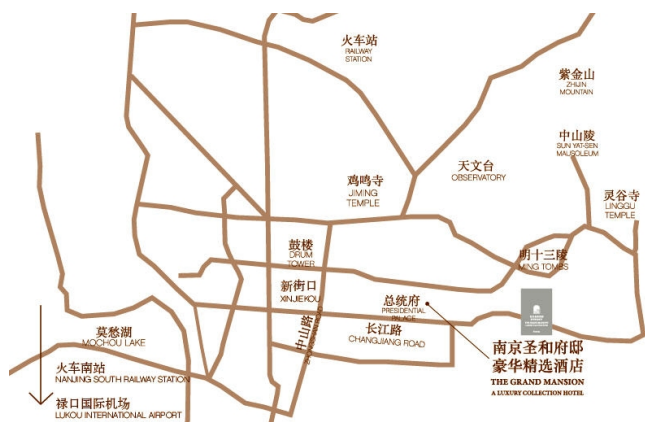 火车站
RAILWAY
STATION
紫金山
ZHIJIN
MOUNTAIN
中山陵
SUN YAT-SEN
MAUSOLEUM
天文台
OBSERVATORY
鸡鸣寺
JIMING
TEMPLE
灵谷寺
LINGGU
TEMPLE
鼓楼
DRUM
TOWER
明十三陵
MING TOMBS
新街口
XINJIEKOU
总统府
PRESIDENTIAL
PALACE
中山路
长江路
CHANGJIANG ROAD
莫愁湖
MOCHOU LAKE
火车南站
NANJING SOUTH RAILWAY STATION
禄口国际机场
LUKOU INTERNATIONAL AIRPORT
南京圣和府邸
豪华精选酒店
THE GRAND MANSION
A LUXURY COLLECTION HOTEL